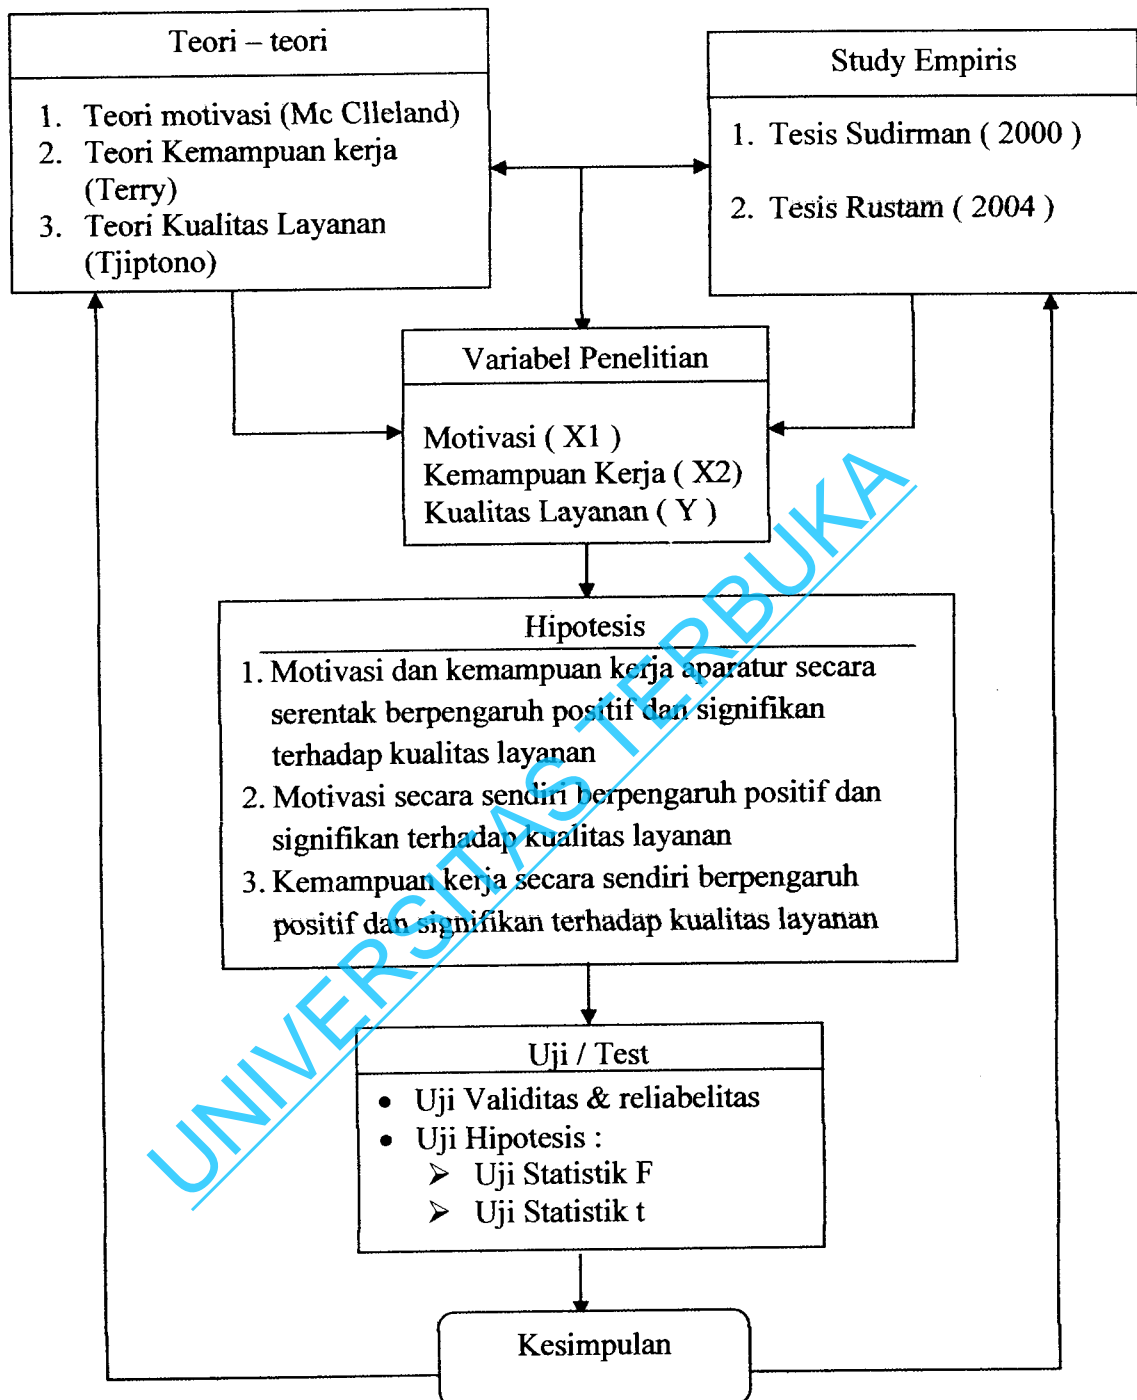 Teori – teori
1. Teori motivasi (Mc Clleland)
2. Teori Kemampuan kerja
(Terry)
3. Teori Kualitas Layanan
(Tjiptono)
Study Empiris
1. Tesis Sudirman ( 2000 )
2. Tesis Rustam ( 2004 )
Variabel Penelitian
Motivasi ( X1 )
Kemampuan Kerja ( X2)
Kualitas Layanan ( Y )
Hipotesis
1. Motivasi dan kemampuan kerja aparatur secara
serentak berpengaruh positif dan signifikan
terhadap kualitas layanan
2. Motivasi secara sendiri berpengaruh positif dan
signifikan terhadap kualitas layanan
3. Kemampuan kerja secara sendiri berpengaruh
positif dan signifikan terhadap kualitas layanan
Uji / Test
• Uji Validitas & reliabelitas
• Uji Hipotesis :
➢ Uji Statistik F
➢ Uji Statistik t
Kesimpulan
UNIVERSITAS TERBUKA